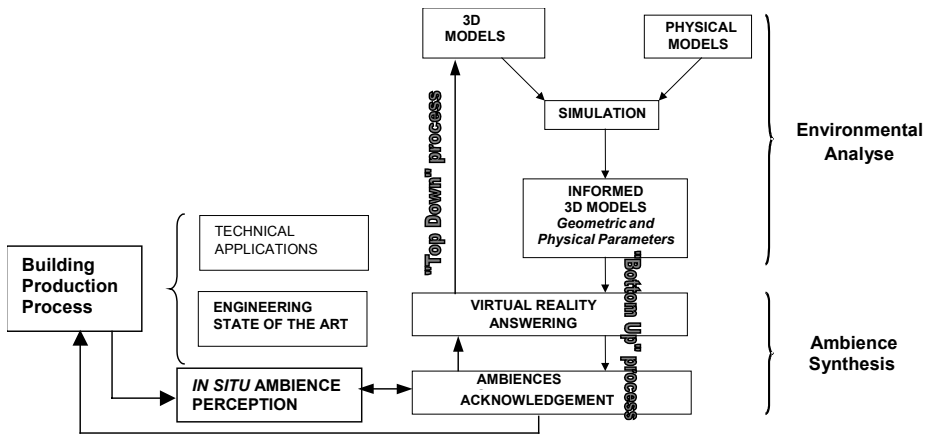 3D
MODELS
PHYSICAL
MODELS
SIMULATION
Environmental
Analyse
INFORMED
3D MODELS
Geometric and
Physical Parameters
"Top Down" process
"Bottom Up" process
TECHNICAL
APPLICATIONS
Building
Production
Process
ENGINEERING
STATE OF THE ART
VIRTUAL REALITY
ANSWERING
Ambience
Synthesis
IN SITU AMBIENCE
PERCEPTION
AMBIENCES
ACKNOWLEDGEMENT